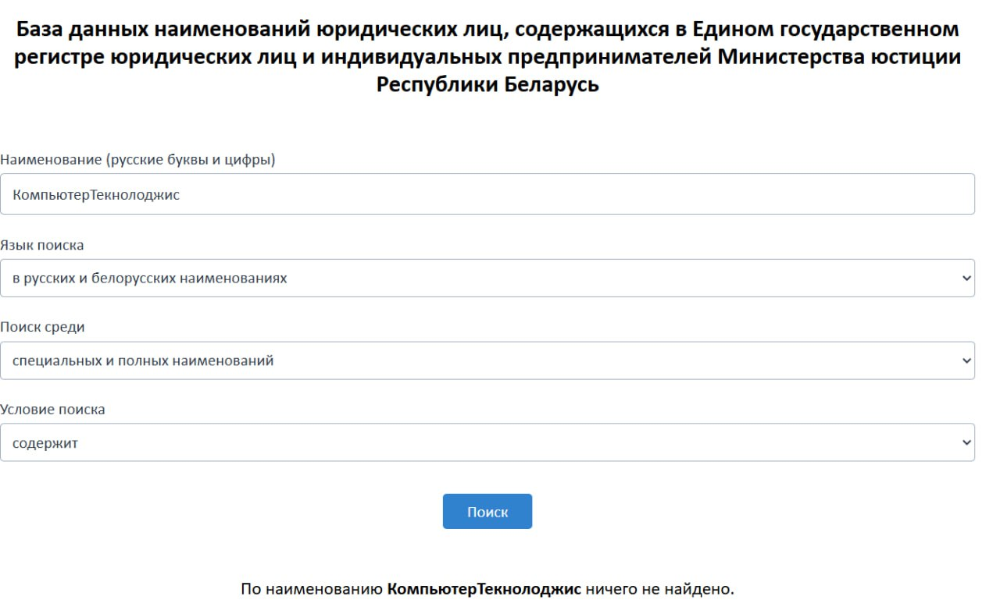 База данных наименований юридических лиц, содержащихся в Едином государственном
регистре юридических лиц и индивидуальных предпринимателей Министерства юстиции
Республики Беларусь
Наименование (русские буквы и цифры)
КомпьютерТекнолоджис
Язык поиска
в русских и белорусских наименованиях
Поиск среди
специальных и полных наименований
Условие поиска
содержит
Поиск
По наименованию КомпьютерТекнолоджис ничего не найдено.